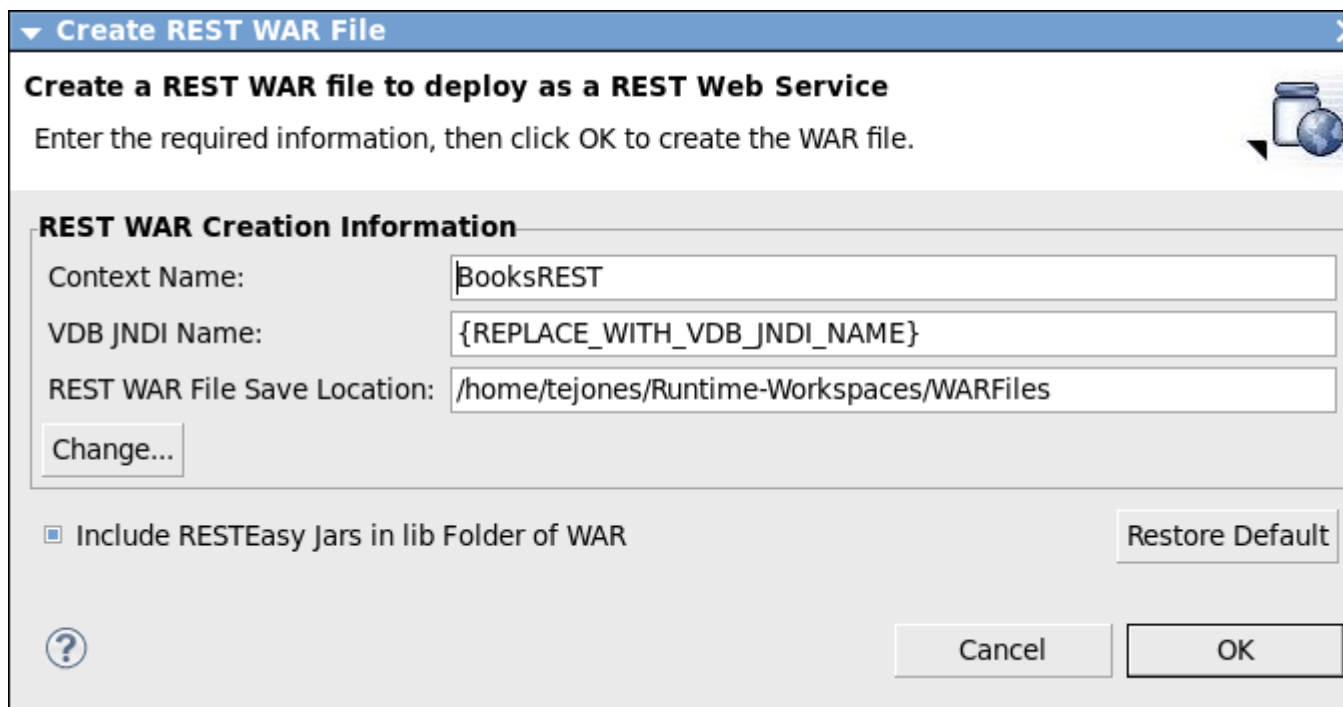 Create REST WAR File
Create a REST WAR file to deploy as a REST Web Service
Enter the required information, then click OK to create the WAR file.
REST WAR Creation Information
Context Name: BooksREST
VDB JNDI Name: {REPLACE_WITH_VDB_JNDI_NAME}
REST WAR File Save Location: /home/tejones/Runtime-Workspaces/WARFiles
Change...
Include RESTEasy Jars in lib Folder of WAR Restore Default
? Cancel OK